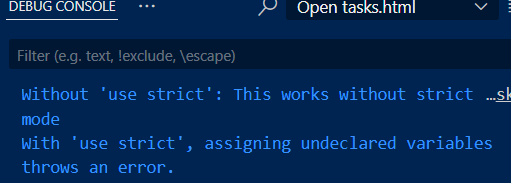 DEBUG CONSOLE ...
Open tasks.html
Filter (e.g. text, !exclude, \escape)
Without 'use strict': This works without strict …sk
mode
With 'use strict', assigning undeclared variables
throws an error.